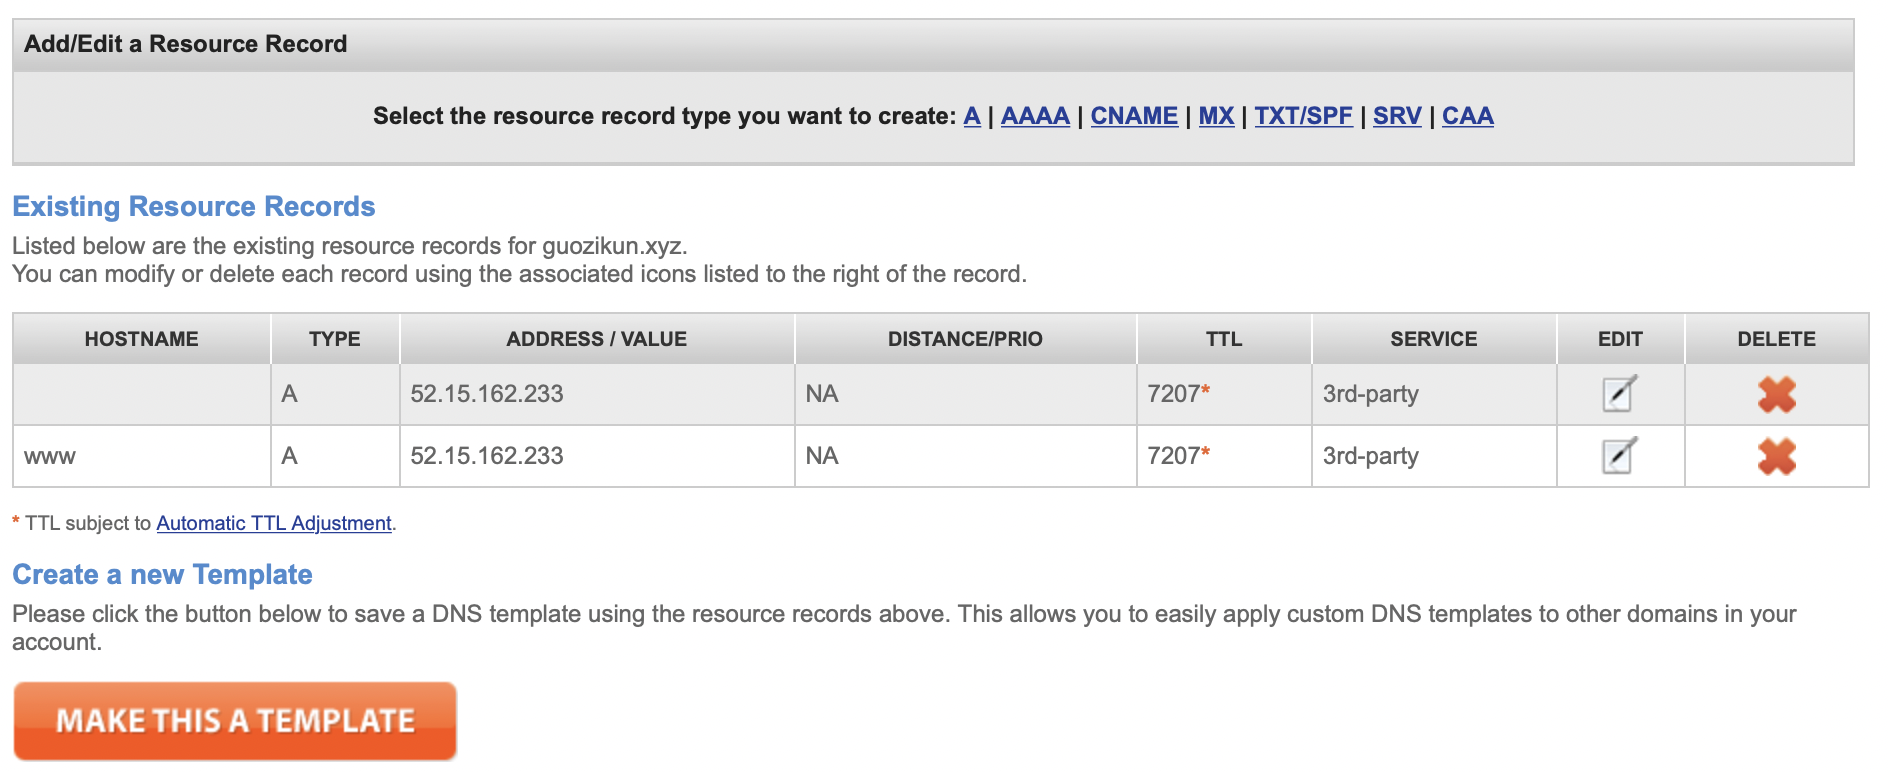 Add/Edit a Resource Record
Select the resource record type you want to create: A | AAAA | CNAME | MX | TXT/SPF | SRV | CAA
Existing Resource Records
Listed below are the existing resource records for guozikun.xyz.
You can modify or delete each record using the associated icons listed to the right of the record.
HOSTNAME TYPE ADDRESS / VALUE DISTANCE/PRIO TTL SERVICE EDIT DELETE
A 52.15.162.233 NA 7207* 3rd-party
www A 52.15.162.233 NA 7207* 3rd-party
* TTL subject to Automatic TTL Adjustment.
Create a new Template
Please click the button below to save a DNS template using the resource records above. This allows you to easily apply custom DNS templates to other domains in your
account.
MAKE THIS A TEMPLATE